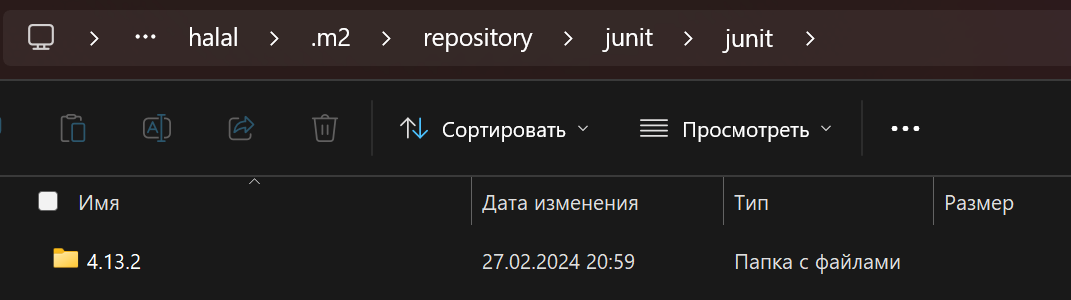 ··· halal .m2 repository junit junit
Сортировать Просмотреть ···
Имя Дата изменения Тип Размер
4.13.2 27.02.2024 20:59 Папка с файлами